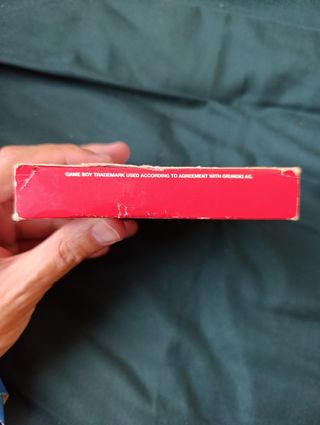 GAME BOY TRADEMARK USED ACCORDING TO AGREEMENT WITH GRUNDIG AG.